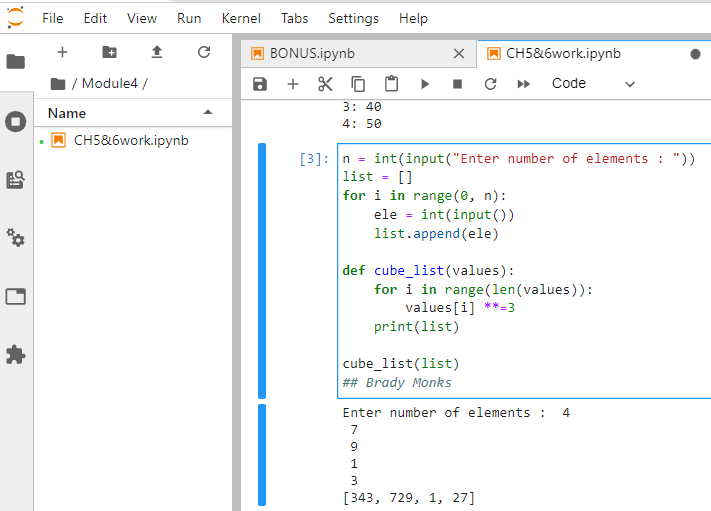 File Edit View Run Kernel Tabs Settings Help
BONUS.ipynb CH5&6work.ipynb
/ Module4 /
Code
Name
CH5&6work.ipynb
3: 40
4: 50
[3]: n = int(input("Enter number of elements : "))
list = []
for i in range(0, n):
    ele = int(input())
    list.append(ele)
def cube_list(values):
    for i in range(len(values)):
        values[i] **=3
    print(list)
cube_list(list)
## Brady Monks
Enter number of elements :  4
7
9
1
3
[343, 729, 1, 27]